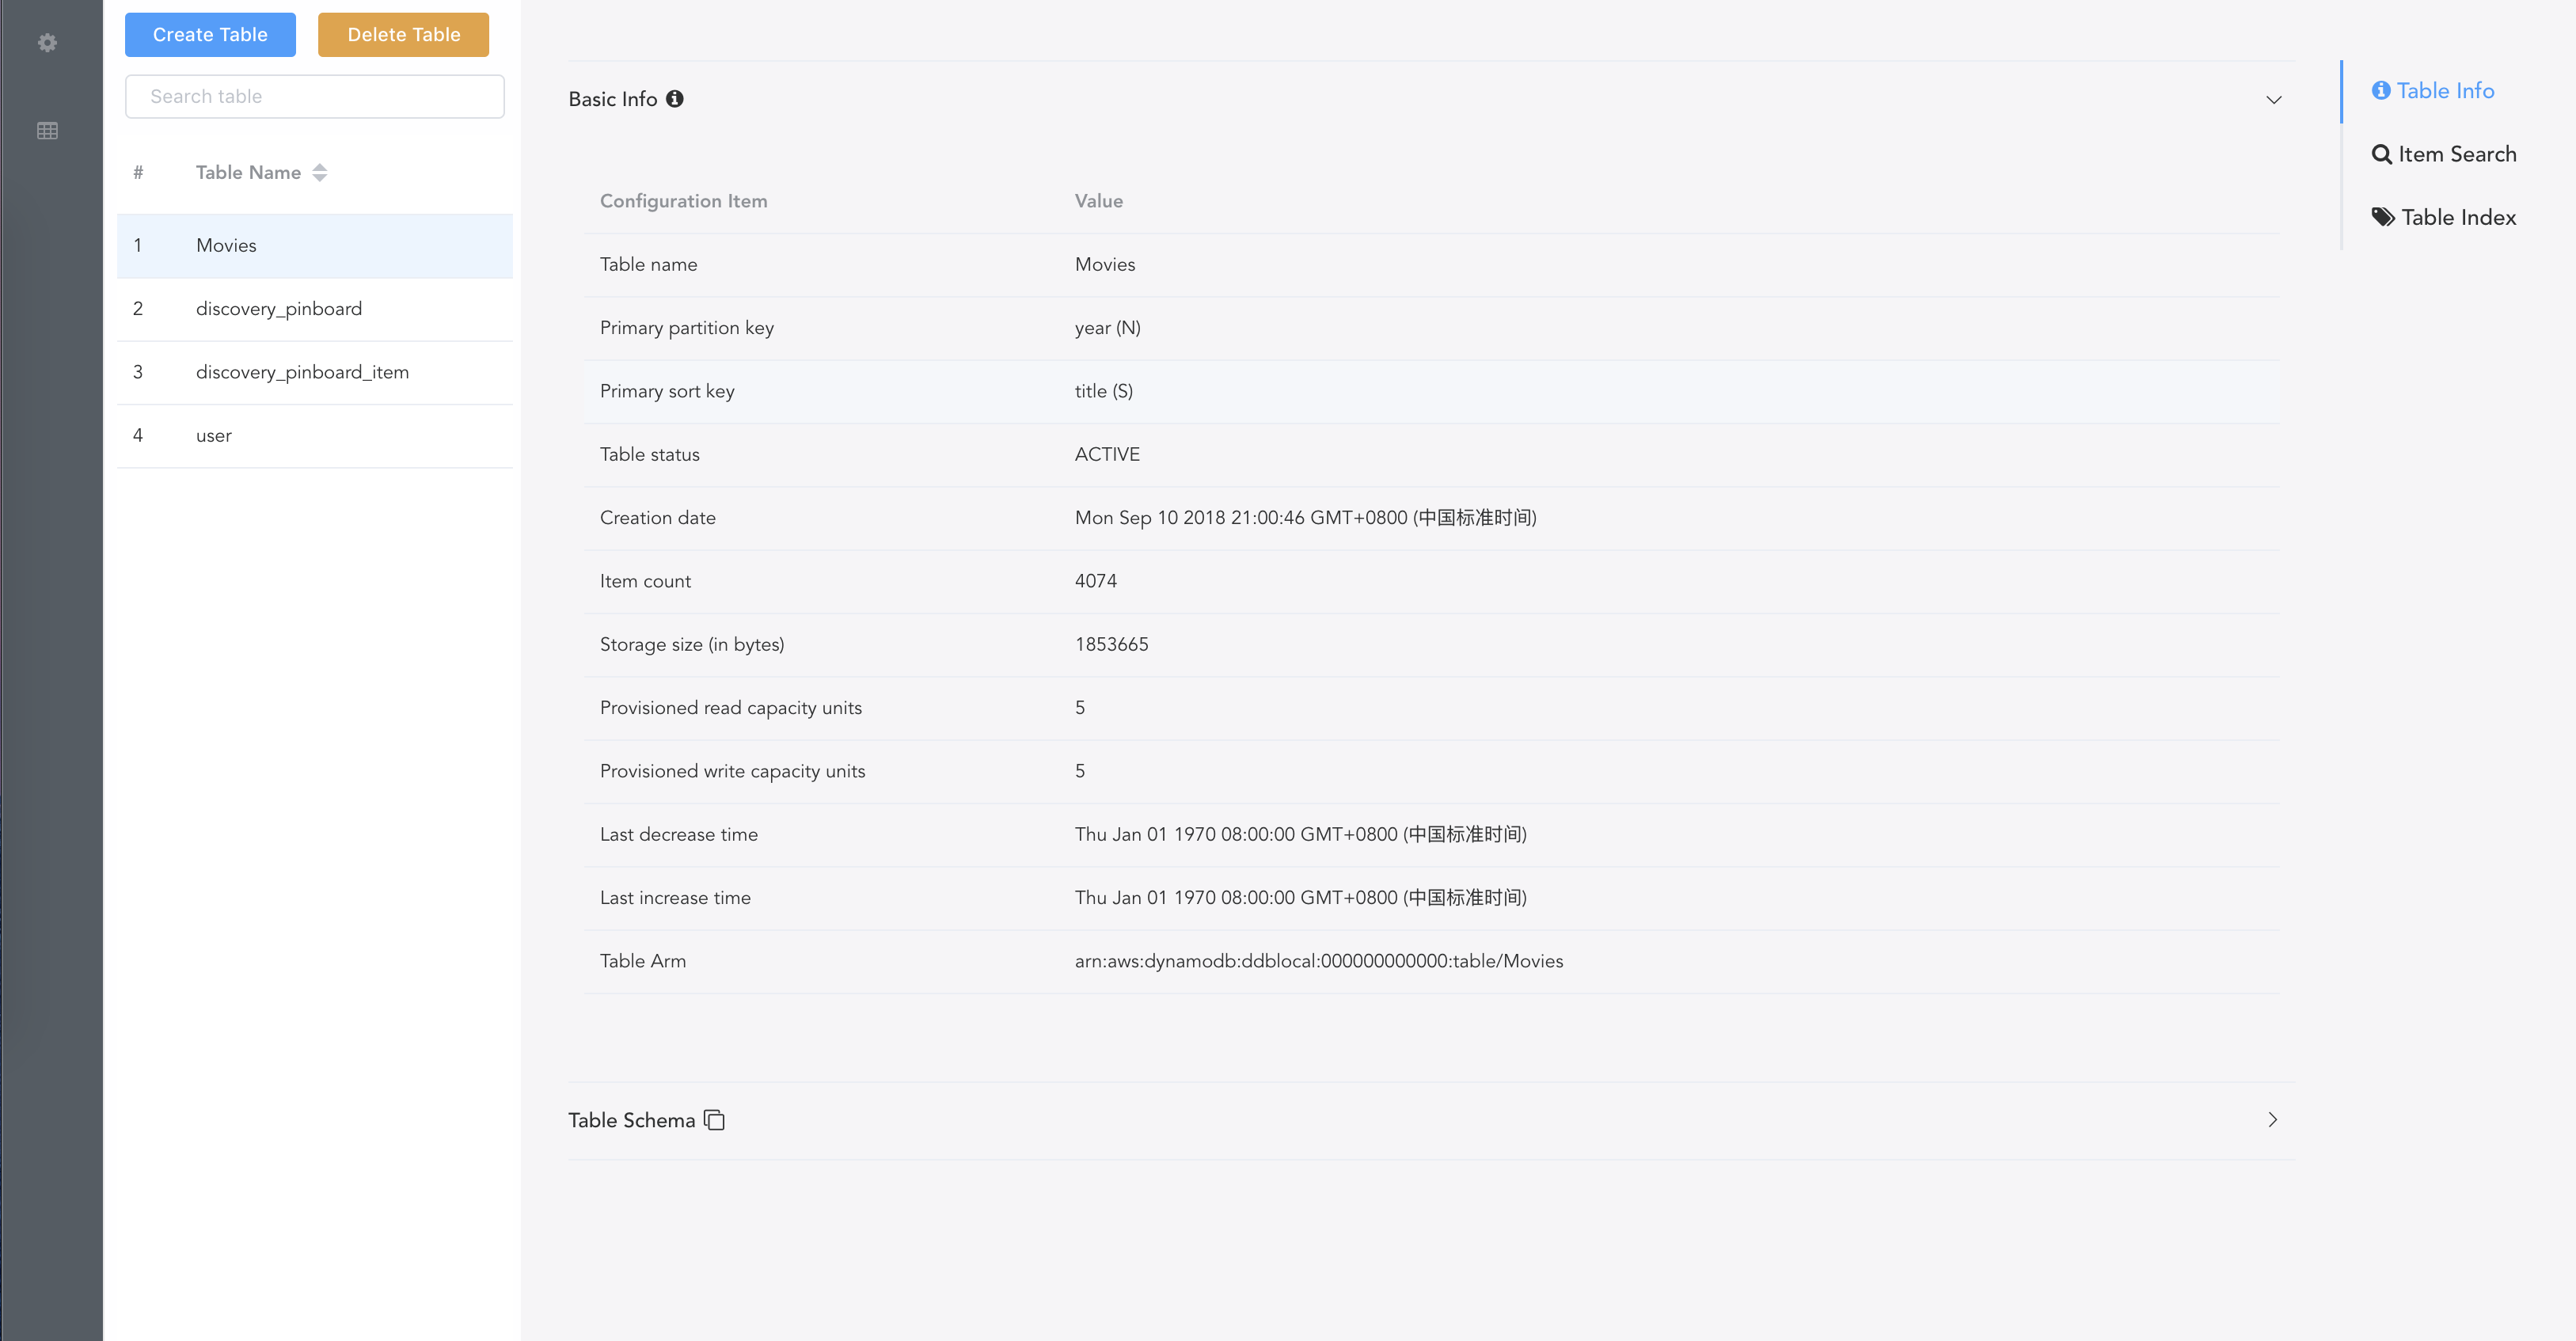 Create Table Delete Table
Search table
# Table Name
1 Movies
2 discovery_pinboard
3 discovery_pinboard_item
4 user
Basic Info
Configuration Item Value
Table name Movies
Primary partition key year (N)
Primary sort key title (S)
Table status ACTIVE
Creation date Mon Sep 10 2018 21:00:46 GMT+0800 (中国标准时间)
Item count 4074
Storage size (in bytes) 1853665
Provisioned read capacity units 5
Provisioned write capacity units 5
Last decrease time Thu Jan 01 1970 08:00:00 GMT+0800 (中国标准时间)
Last increase time Thu Jan 01 1970 08:00:00 GMT+0800 (中国标准时间)
Table Arm arn:aws:dynamodb:ddblocal:000000000000:table/Movies
Table Schema
Table Info
Item Search
Table Index